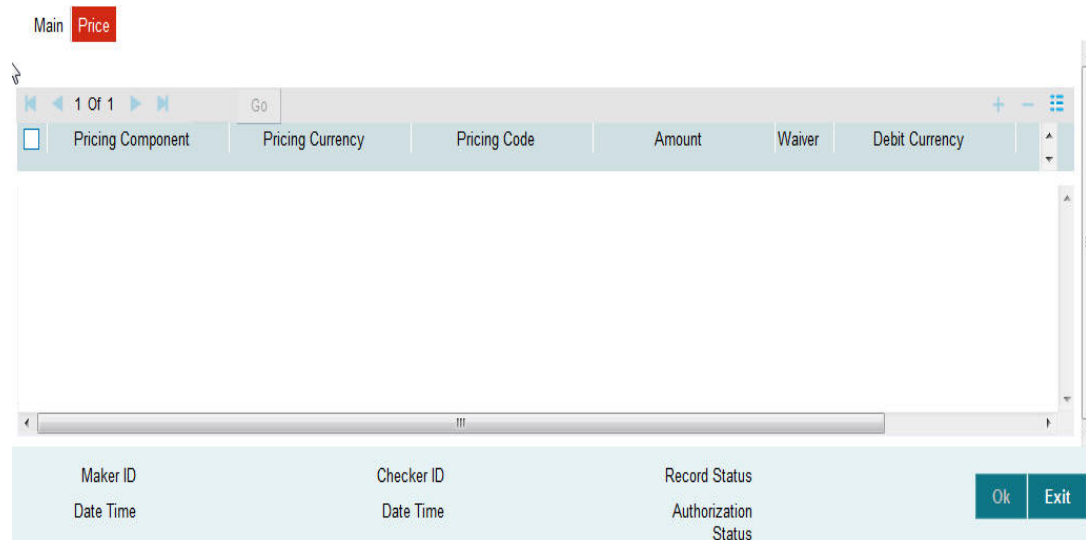 Main Price
1 Of 1 Go
Pricing Component Pricing Currency Pricing Code Amount Waiver Debit Currency
Maker ID Checker ID Record Status
Date Time Date Time Authorization
Status
Ok Exit